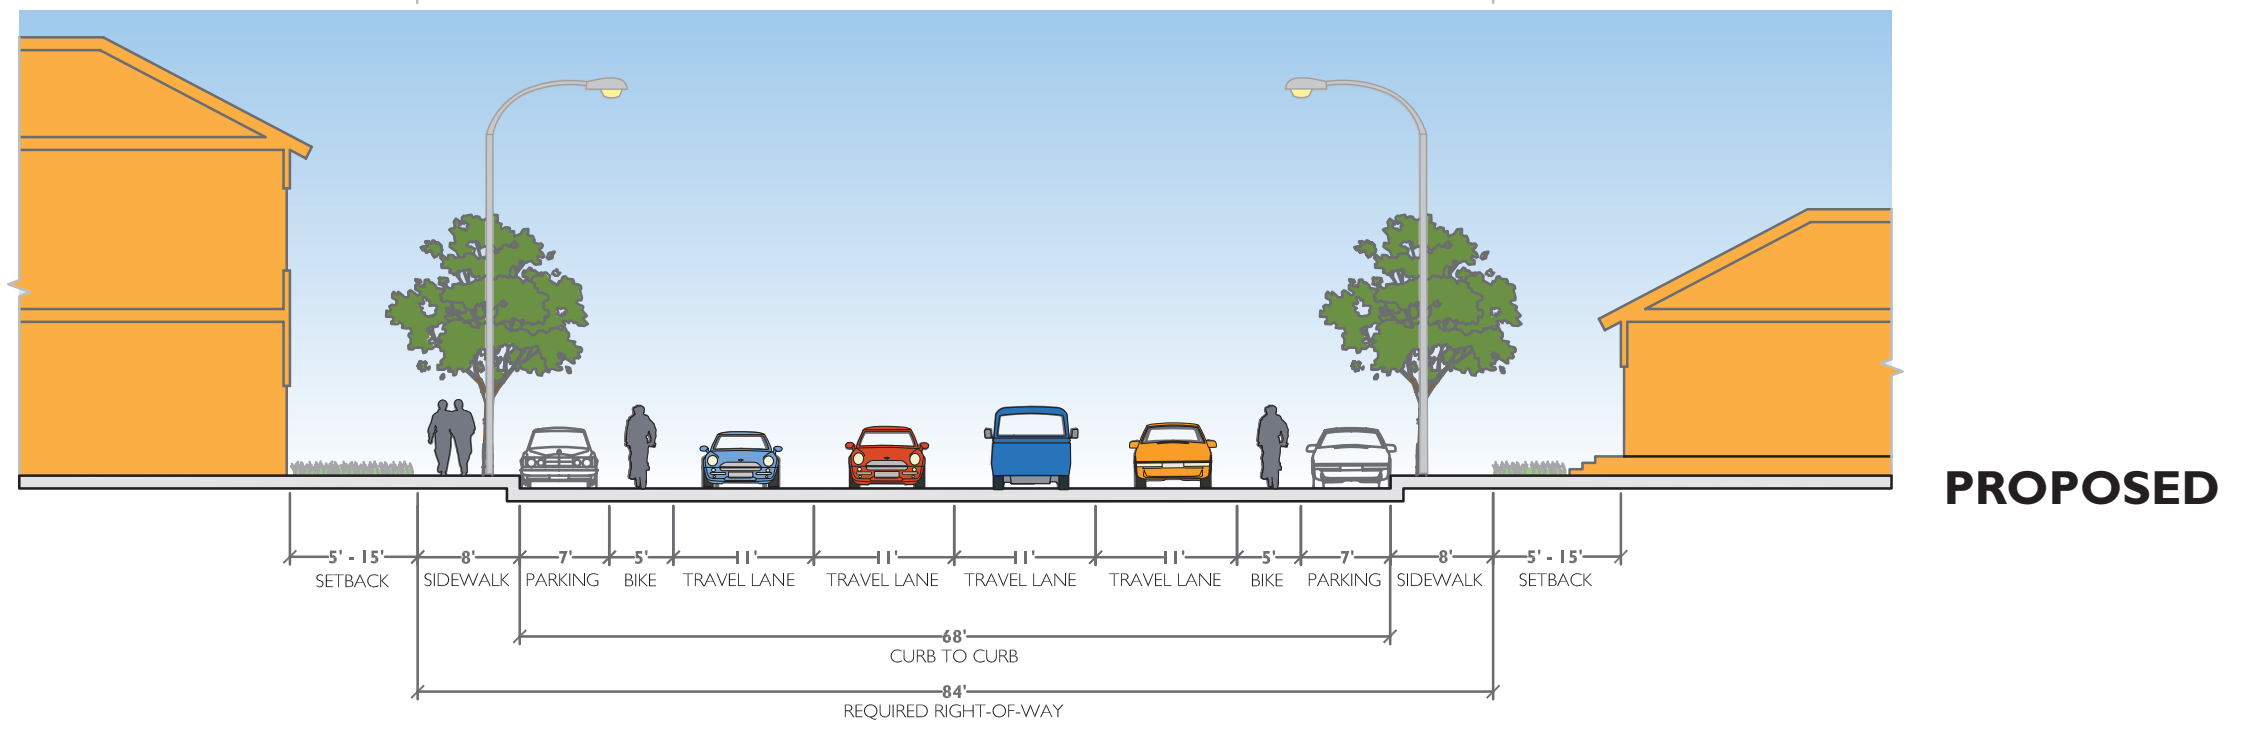 PROPOSED
5' - 15' 8' 7' 5' 11' 11' 11' 11' 5' 7' 8' 5' - 15'
SETBACK SIDEWALK PARKING BIKE TRAVEL LANE TRAVEL LANE TRAVEL LANE TRAVEL LANE BIKE PARKING SIDEWALK SETBACK
68'
CURB TO CURB
84'
REQUIRED RIGHT-OF-WAY